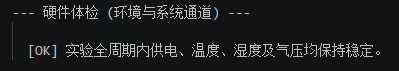 --- 硬件体检 (环境与系统通道) ---
[OK] 实验全周期内供电、温度、湿度及气压均保持稳定。